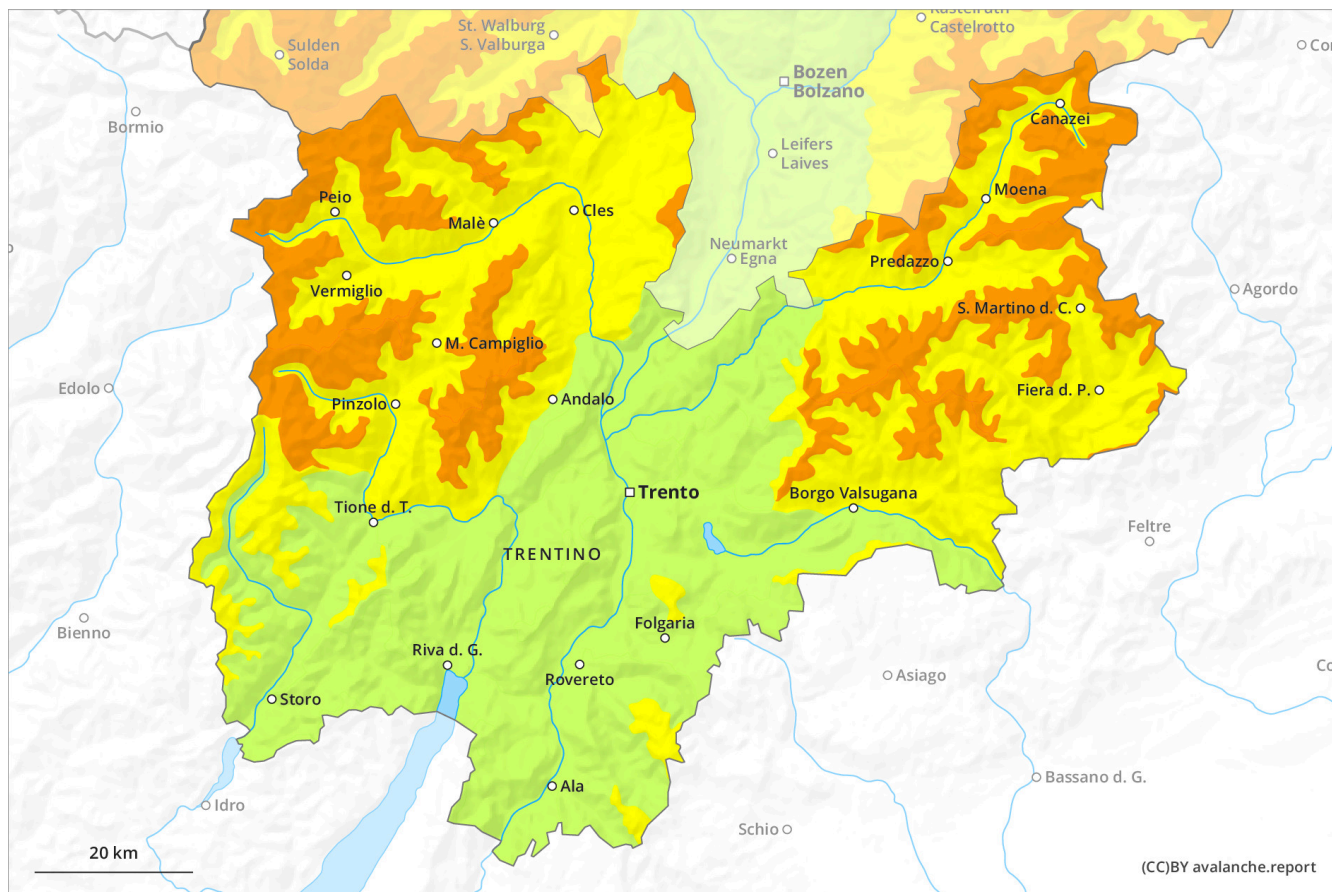 St. Walburg
S. Valburga
Castelrotto
Sulden
Solda
Bozen
Bolzano
Bormio
Canazei
Leifers
Laives
Peio
Moena
Malè
Cles
Neumarkt
Egna
Predazzo
Vermiglio
Agordo
S. Martino d. C.
M. Campiglio
Edolo
Fiera d. P.
Andalo
Pinzolo
Trento
Borgo Valsugana
Tione d. T.
Feltre
TRENTINO
Bienno
Folgaria
Riva d. G.
Rovereto
Asiago
Storo
Bassano d. G.
Ala
Idro
Schio
20 km
(CC)BY avalanche.report